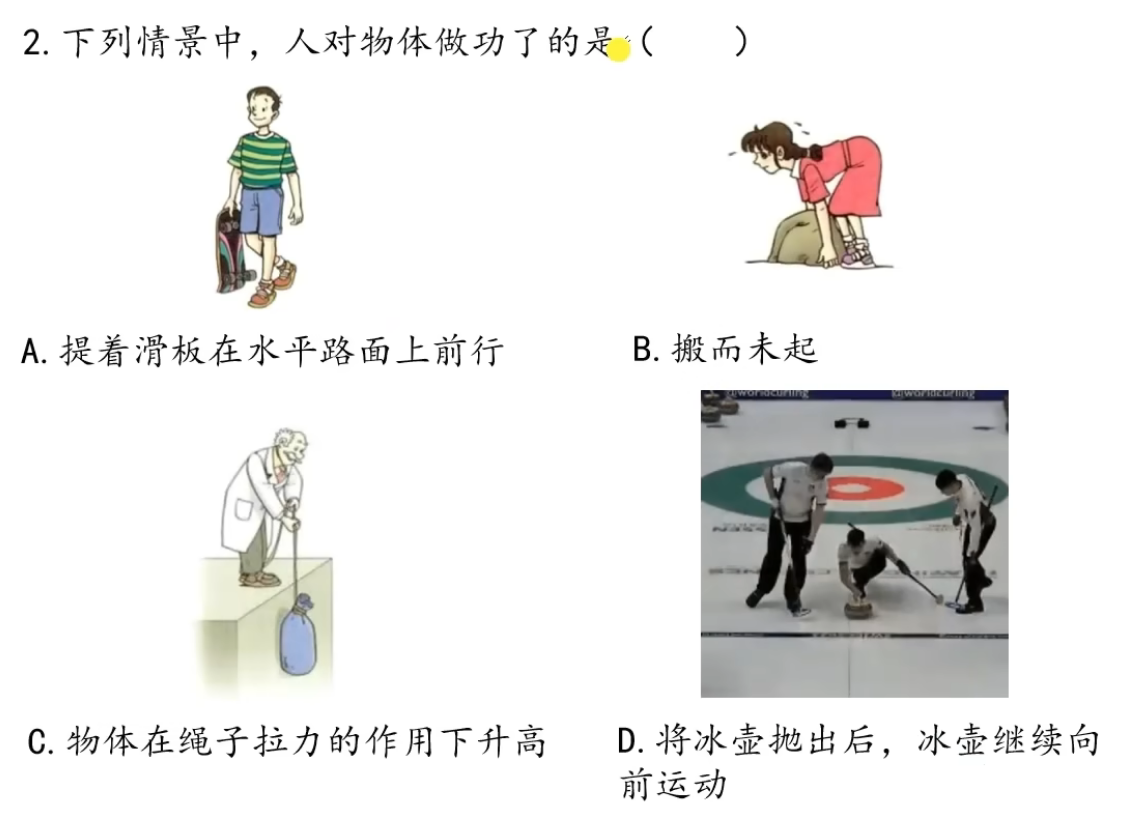 2. 下列情景中，人对物体做功了的是（　　）
A. 提着滑板在水平路面上前行
B. 搬而未起
@worldcurling @worldcurling
C. 物体在绳子拉力的作用下升高
D. 将冰壶抛出后，冰壶继续向
前运动